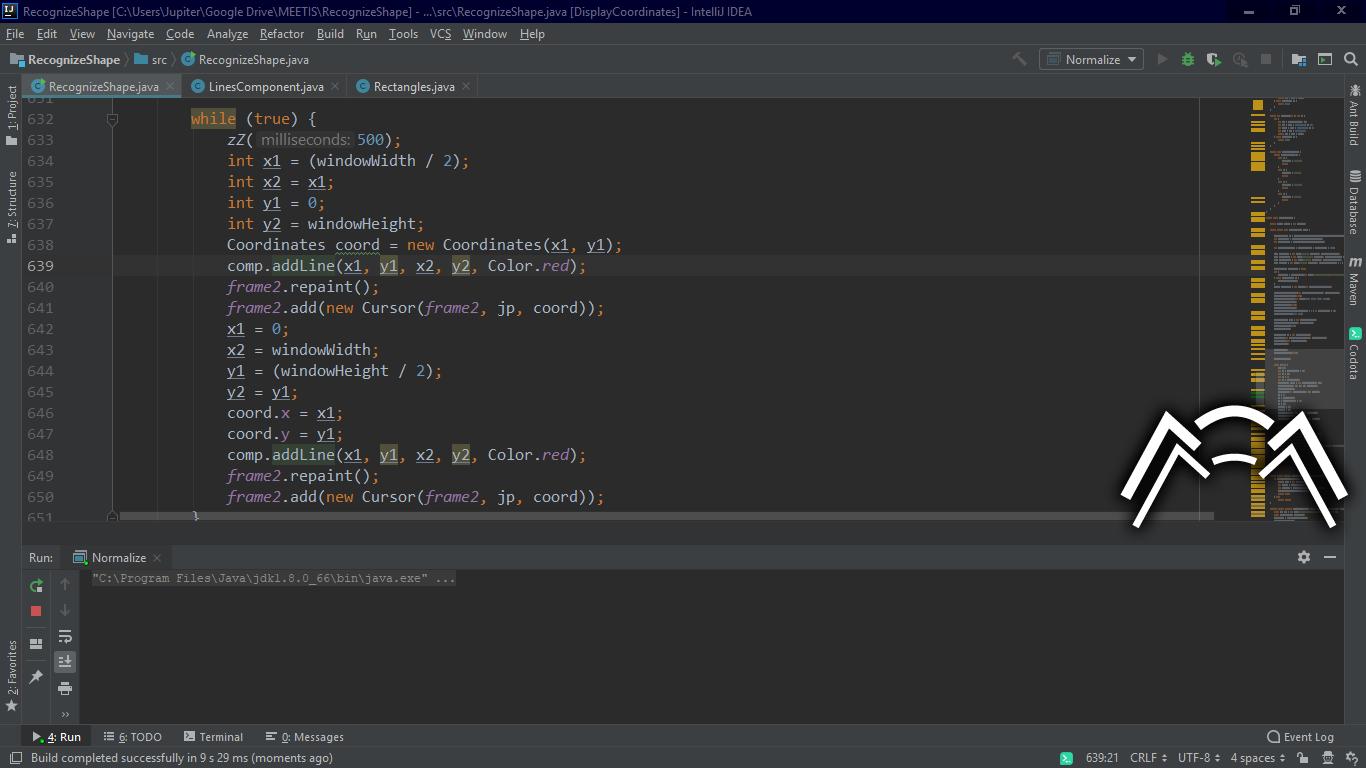 RecognizeShape [C:\Users\Jupiter\Google Drive\MEETIS\RecognizeShape] - ...\src\RecognizeShape.java [DisplayCoordinates] - IntelliJ IDEA
File Edit View Navigate Code Analyze Refactor Build Run Tools VCS Window Help
RecognizeShape src RecognizeShape.java Normalize
RecognizeShape.java LinesComponent.java Rectangles.java
1: Project
7: Structure
2: Favorites
651
632 while (true) {
633 zZ( milliseconds: 500);
634 int x1 = (windowWidth / 2);
635 int x2 = x1;
636 int y1 = 0;
637 int y2 = windowHeight;
638 Coordinates coord = new Coordinates(x1, y1);
639 comp.addLine(x1, y1, x2, y2, Color.red);
640 frame2.repaint();
641 frame2.add(new Cursor(frame2, jp, coord));
642 x1 = 0;
643 x2 = windowWidth;
644 y1 = (windowHeight / 2);
645 y2 = y1;
646 coord.x = x1;
647 coord.y = y1;
648 comp.addLine(x1, y1, x2, y2, Color.red);
649 frame2.repaint();
650 frame2.add(new Cursor(frame2, jp, coord));
651 }
Ant Build
Database
m Maven
Codota
Run: Normalize
"C:\Program Files\Java\jdk1.8.0_66\bin\java.exe" ...
4: Run 6: TODO Terminal 0: Messages Event Log
Build completed successfully in 9 s 29 ms (moments ago) 639:21 CRLF UTF-8 4 spaces